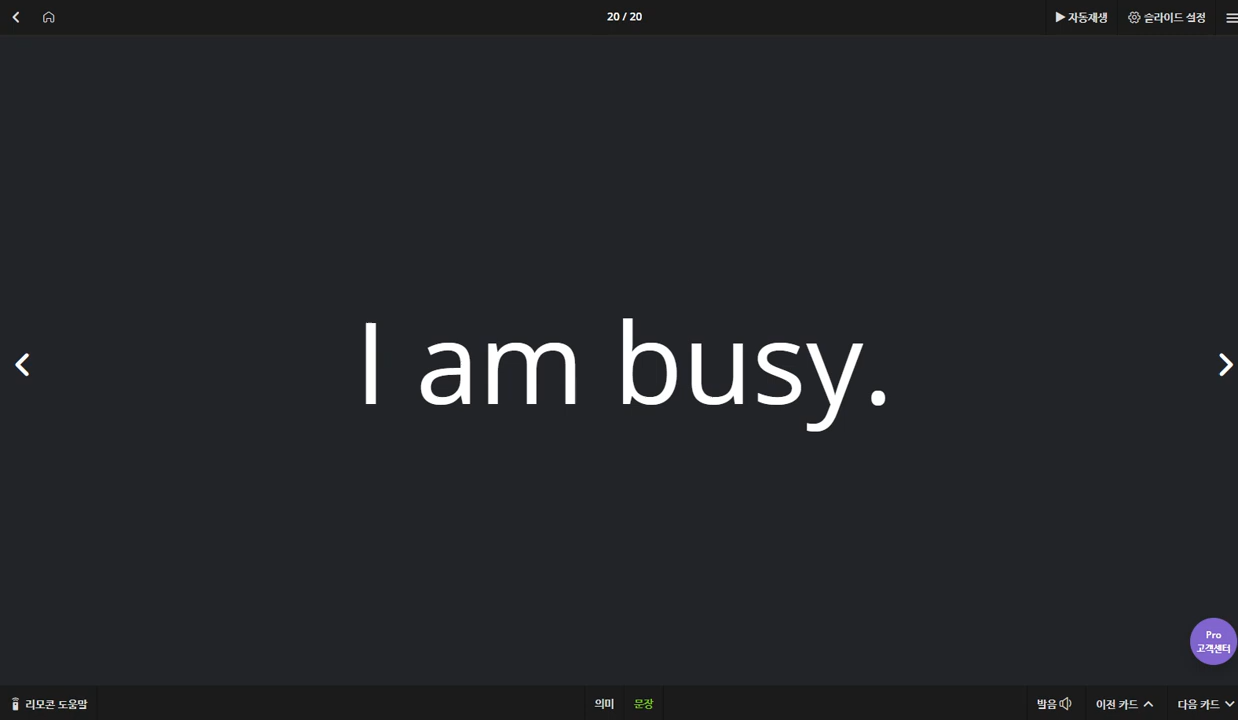 20 / 20
자동재생
슬라이드 설정
I am busy.
Pro
고객센터
리모콘 도움말
의미
문장
발음
이전 카드
다음 카드